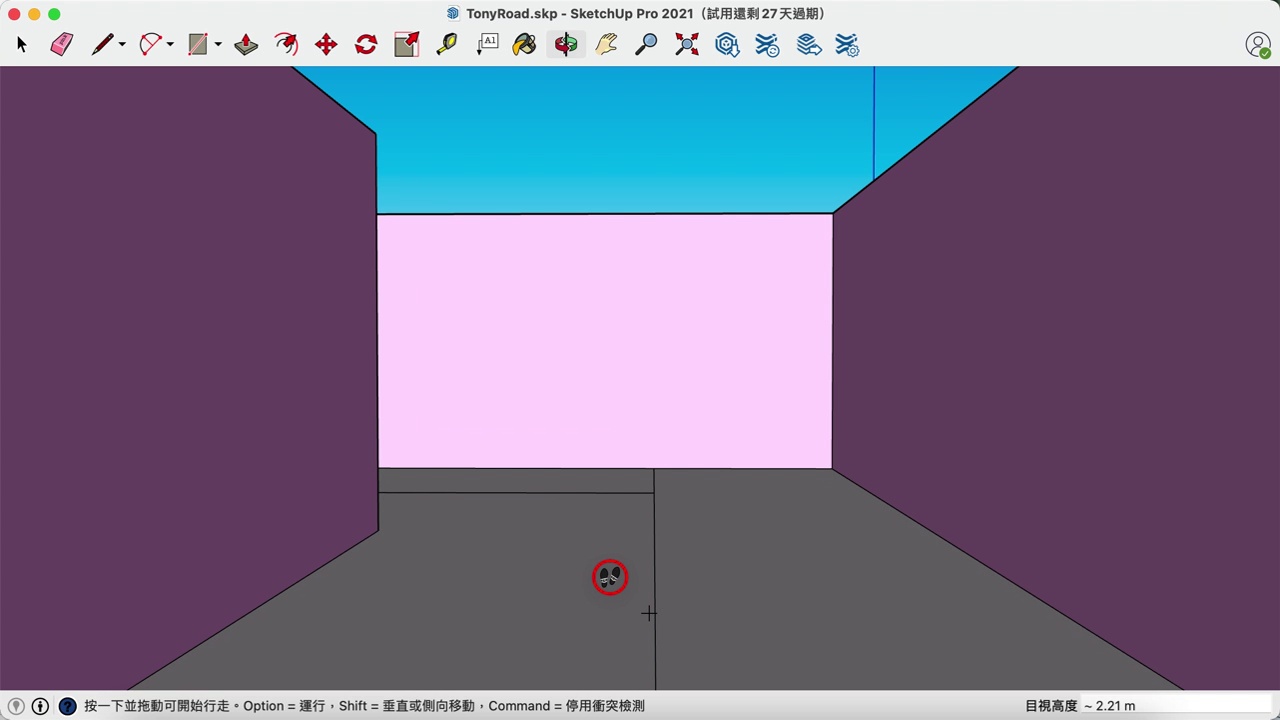 TonyRoad.skp - SketchUp Pro 2021（試用還剩 27 天過期）
A1
按一下並拖動可開始行走。Option = 運行，Shift = 垂直或側向移動，Command = 停用衝突檢測
目視高度 ~ 2.21 m